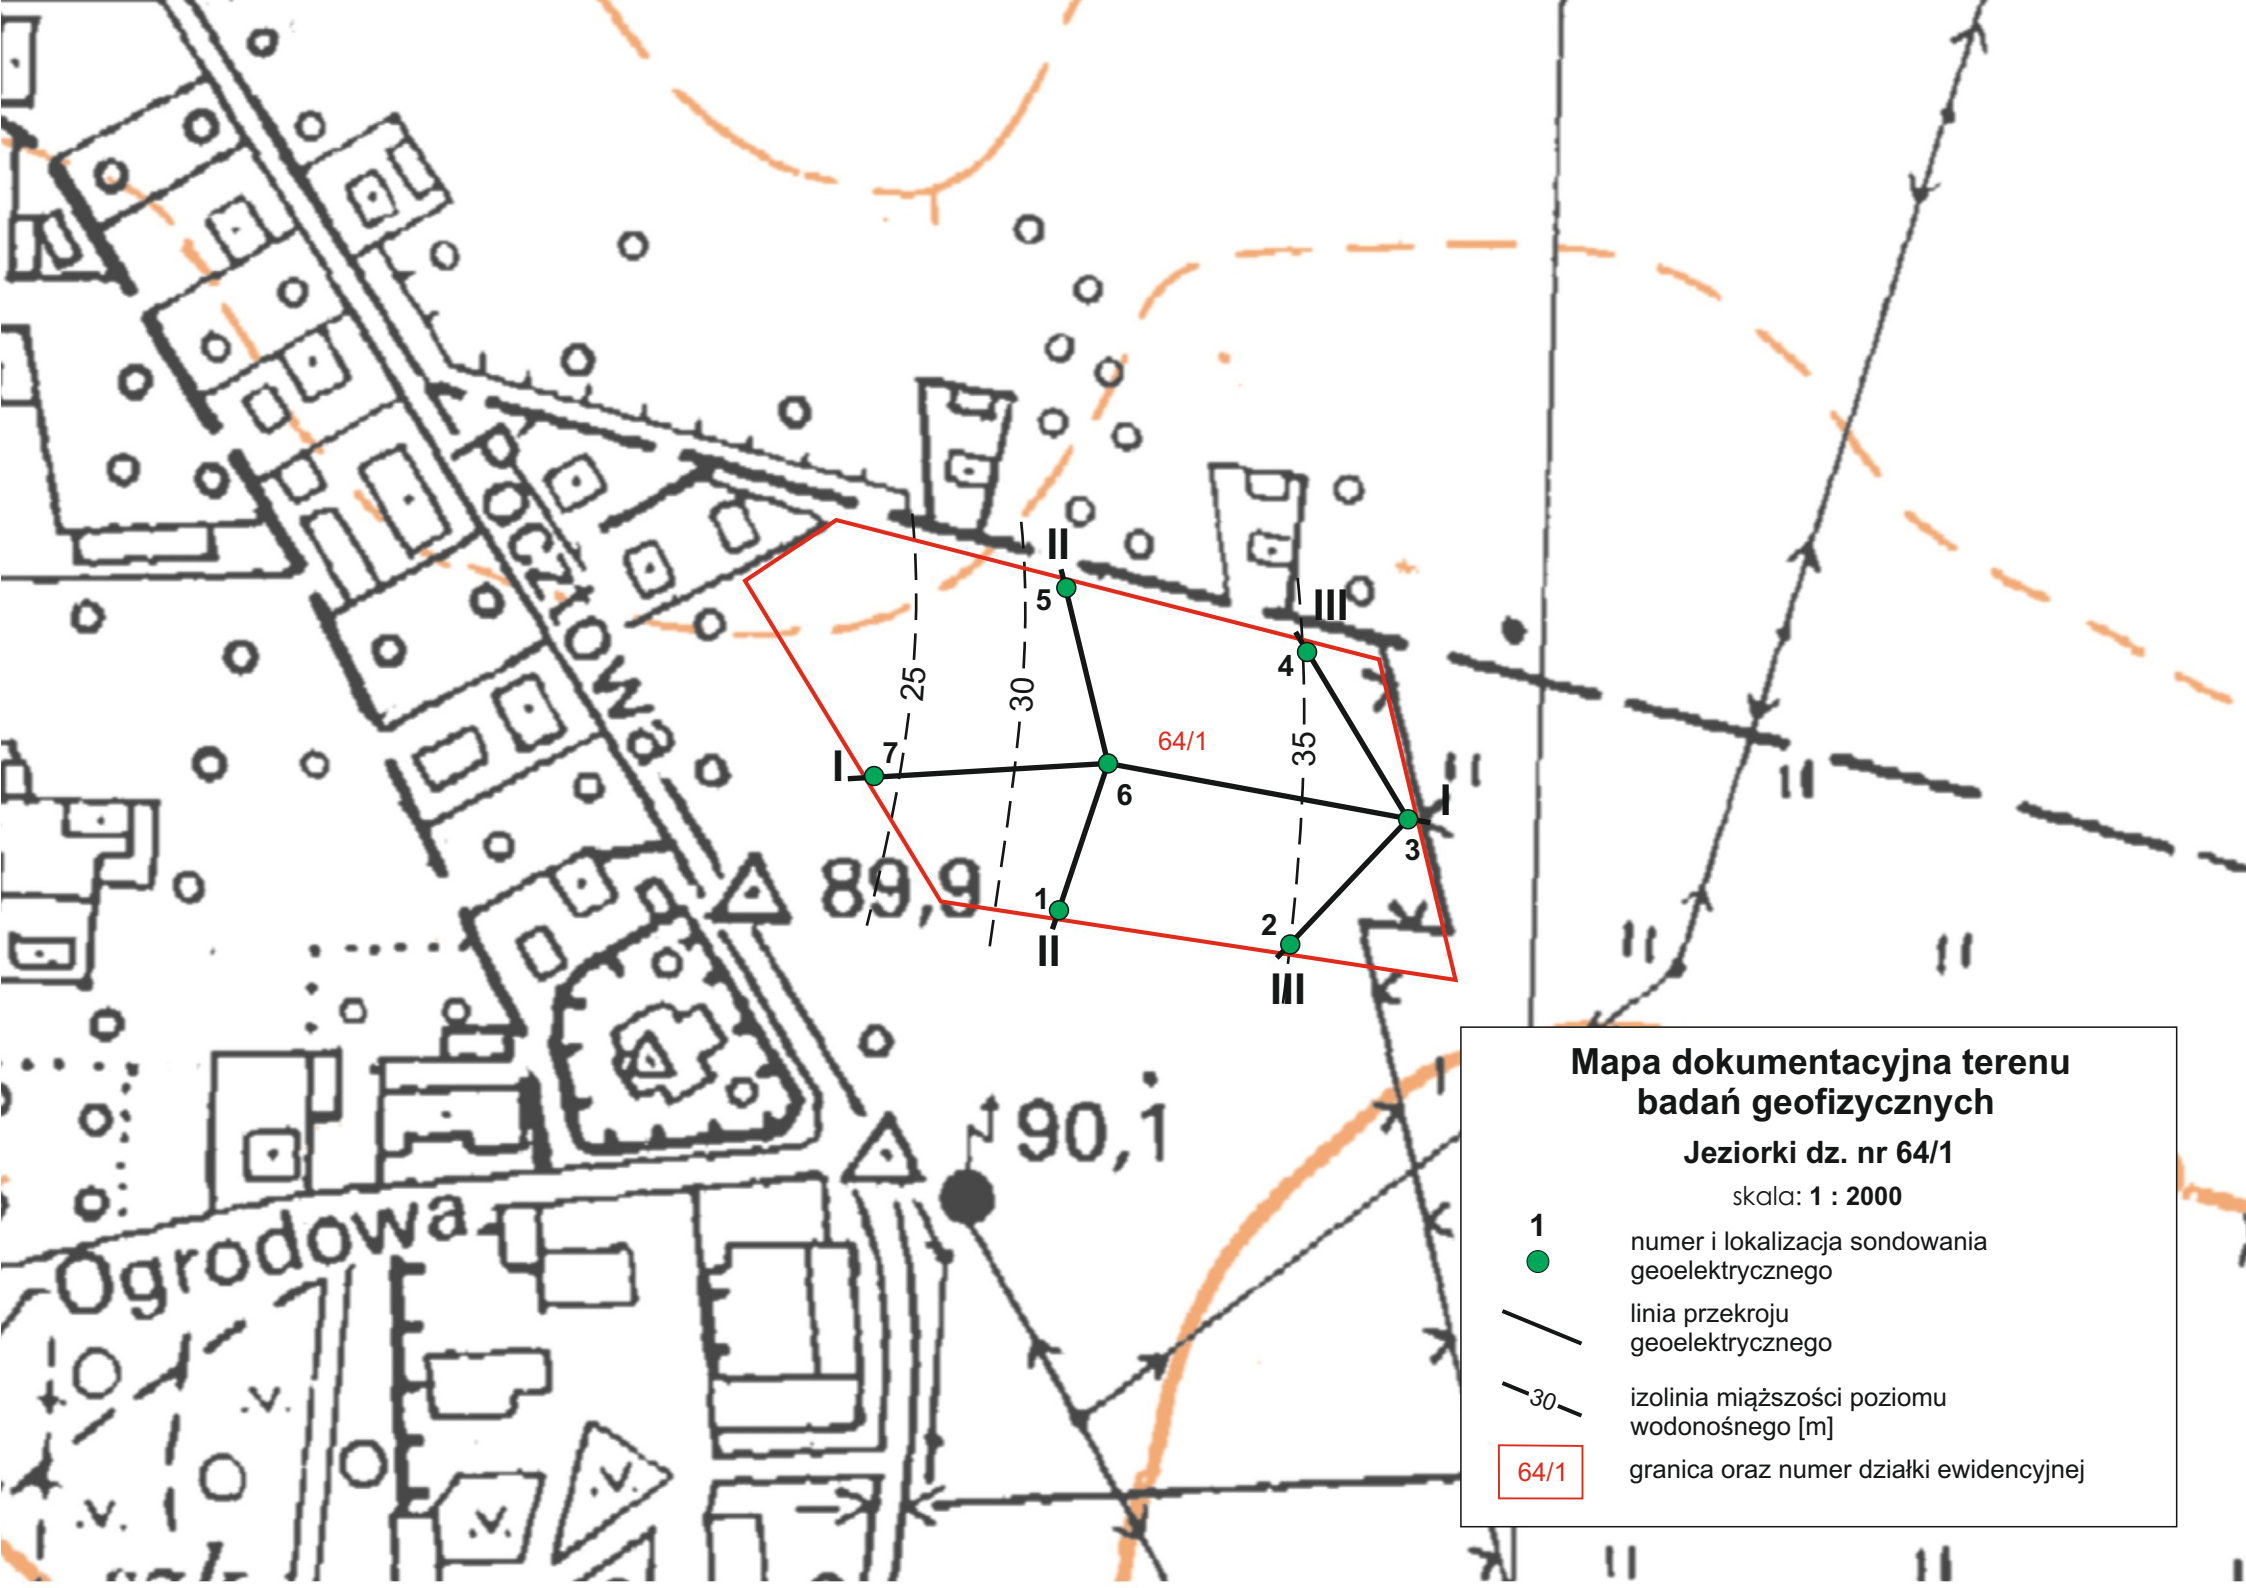 Pocztowa
II
5
III
4
25
30
64/1
35
7
I
6
I
3
89,9
1
2
II
III
90,1
Ogrodowa
Mapa dokumentacyjna terenu
badań geofizycznych
Jeziorki dz. nr 64/1
skala: 1 : 2000
1
numer i lokalizacja sondowania
geoelektrycznego
linia przekroju
geoelektrycznego
30
izolinia miąższości poziomu
wodonośnego [m]
64/1
granica oraz numer działki ewidencyjnej